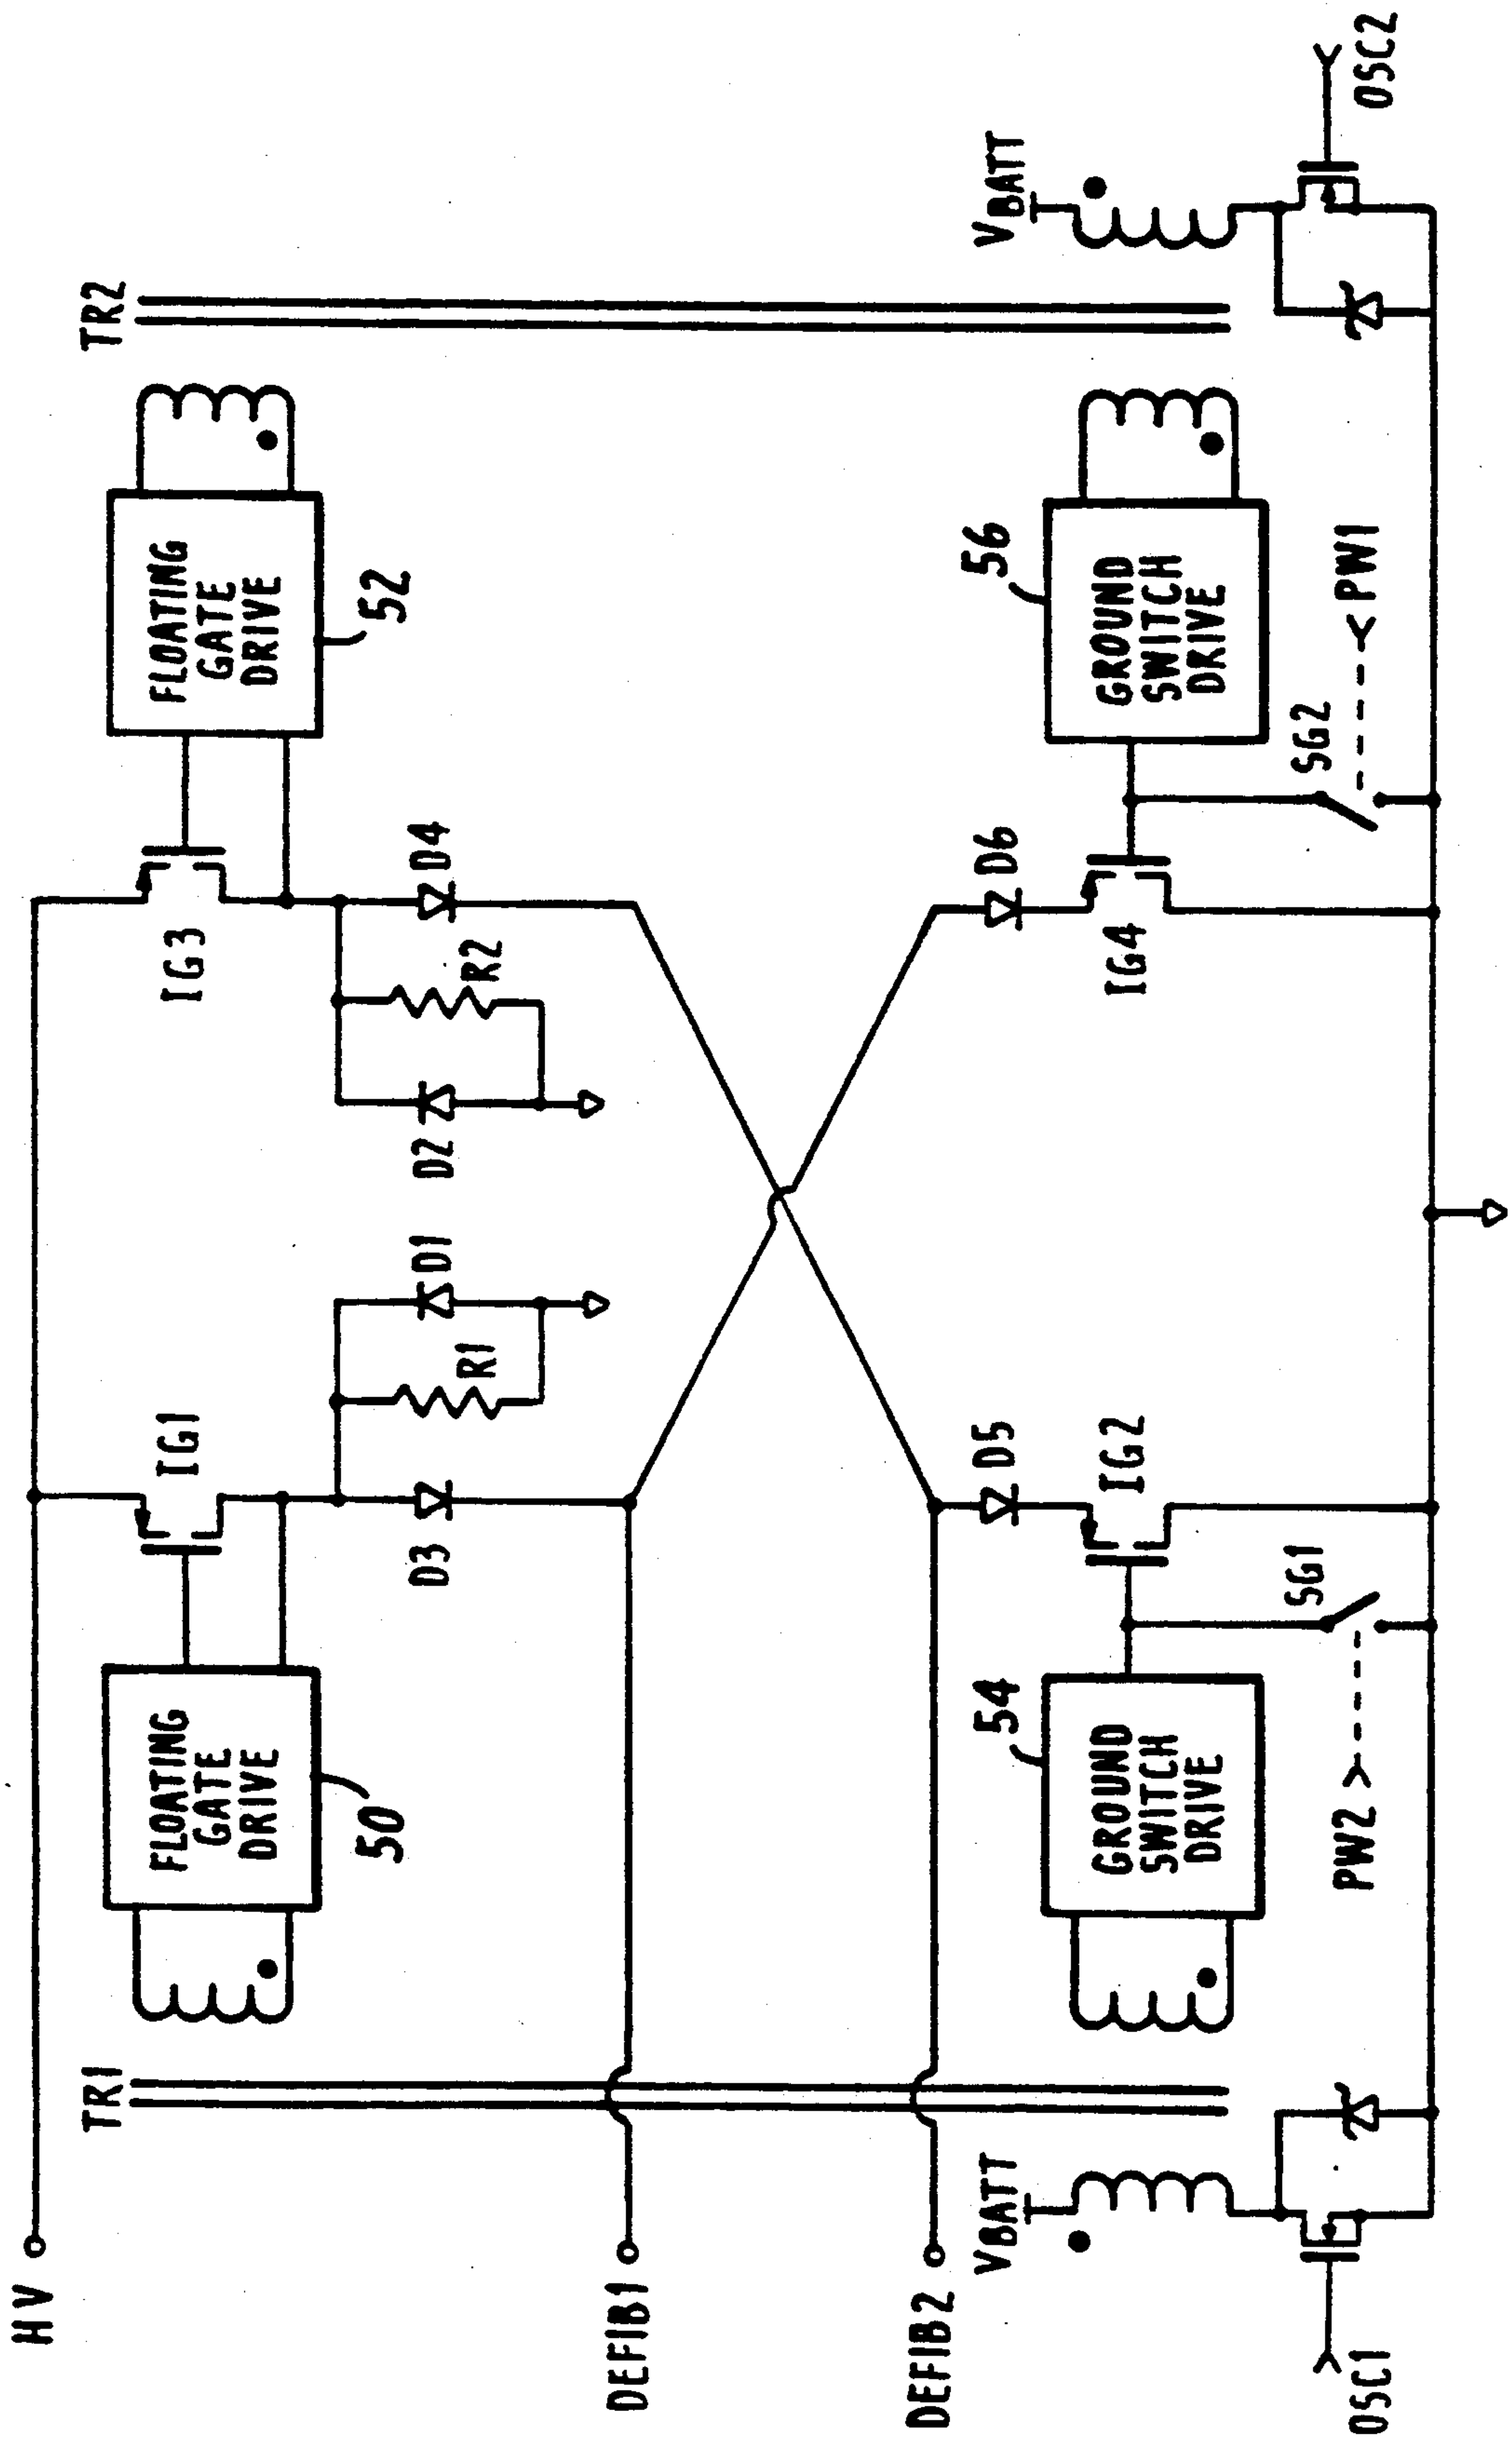 HV
TR1
FLOATING
GATE
DRIVE
50
IG1
D3
R1
D1
D2
R2
IG3
D4
FLOATING
GATE
DRIVE
52
TR2
DEFIB1
DEFIB2
VBATT
OSC1
GROUND
SWITCH
DRIVE
54
PW2
SG1
D5
IG2
D6
IG4
SG2
PW1
GROUND
SWITCH
DRIVE
56
VBATT
OSC2